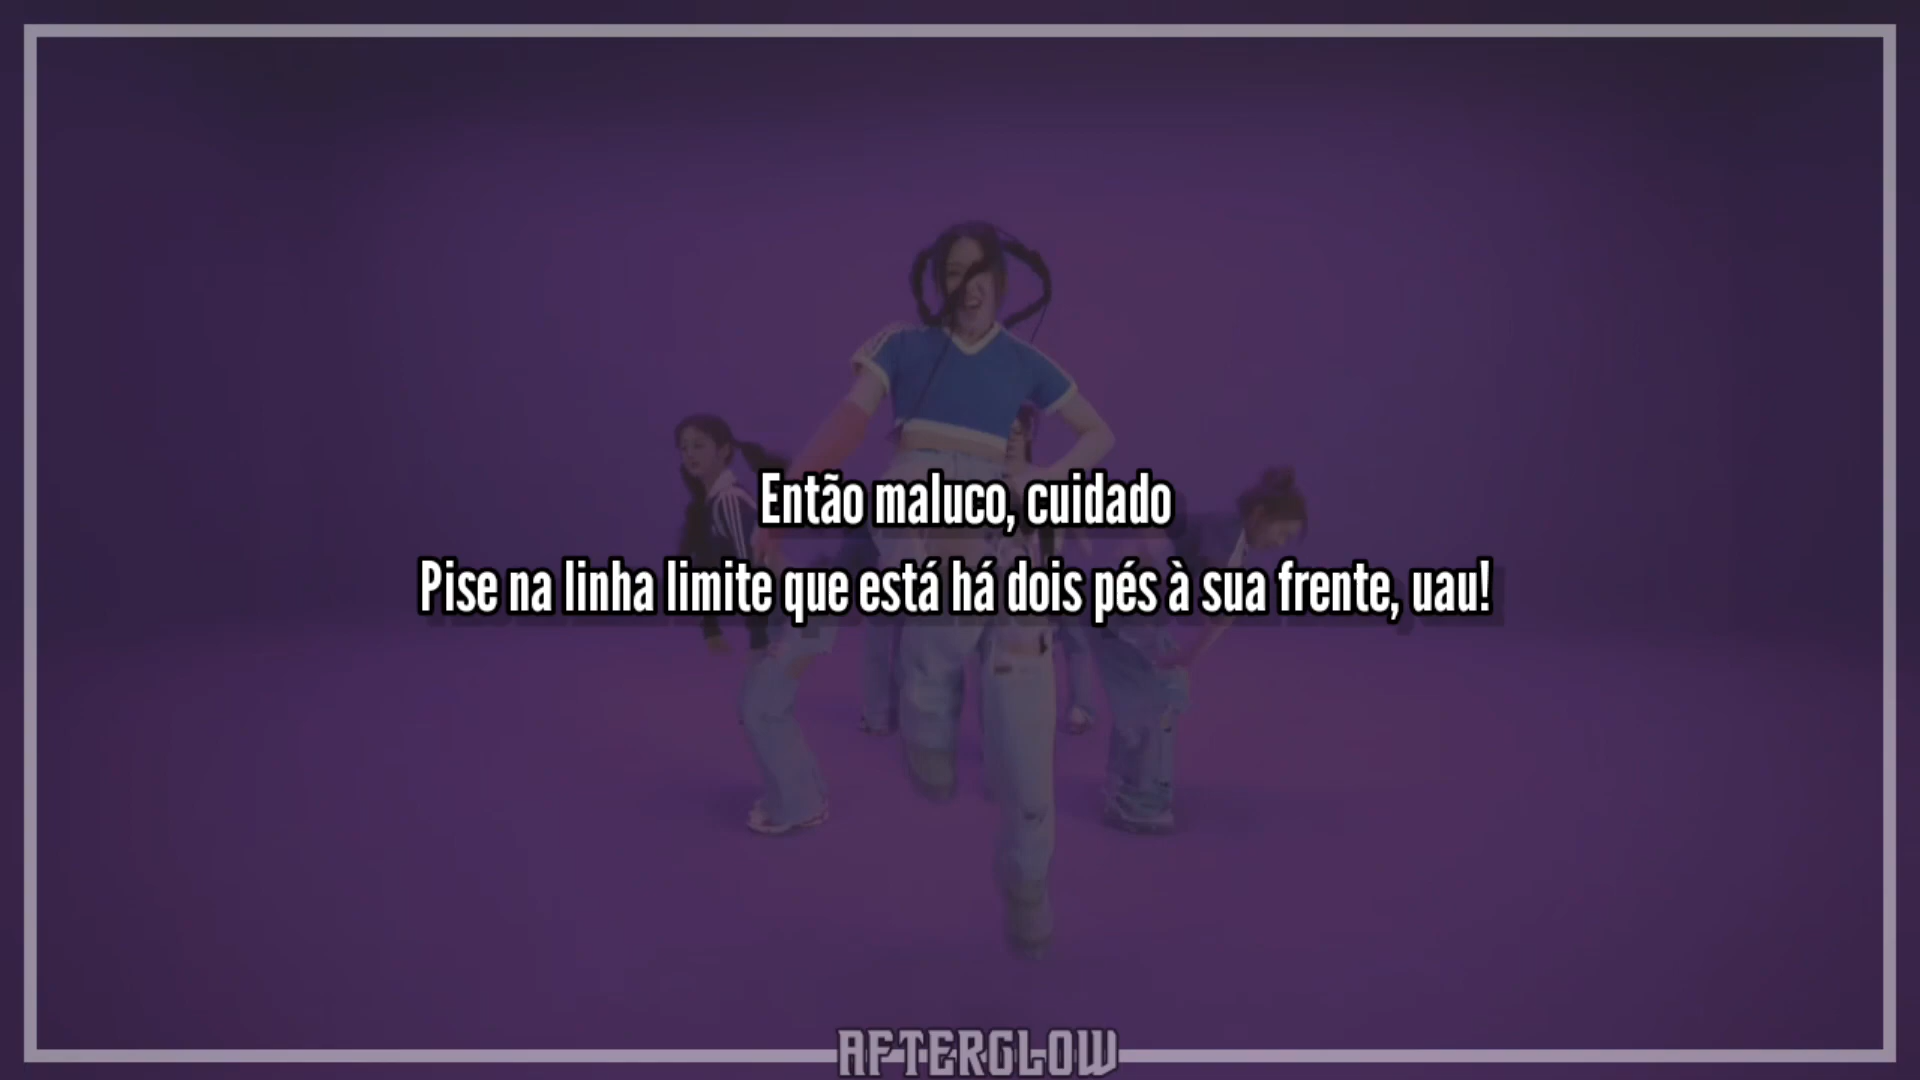 Então maluco, cuidado
Pise na linha limite que está há dois pés à sua frente, uau!
AFTERGLOW